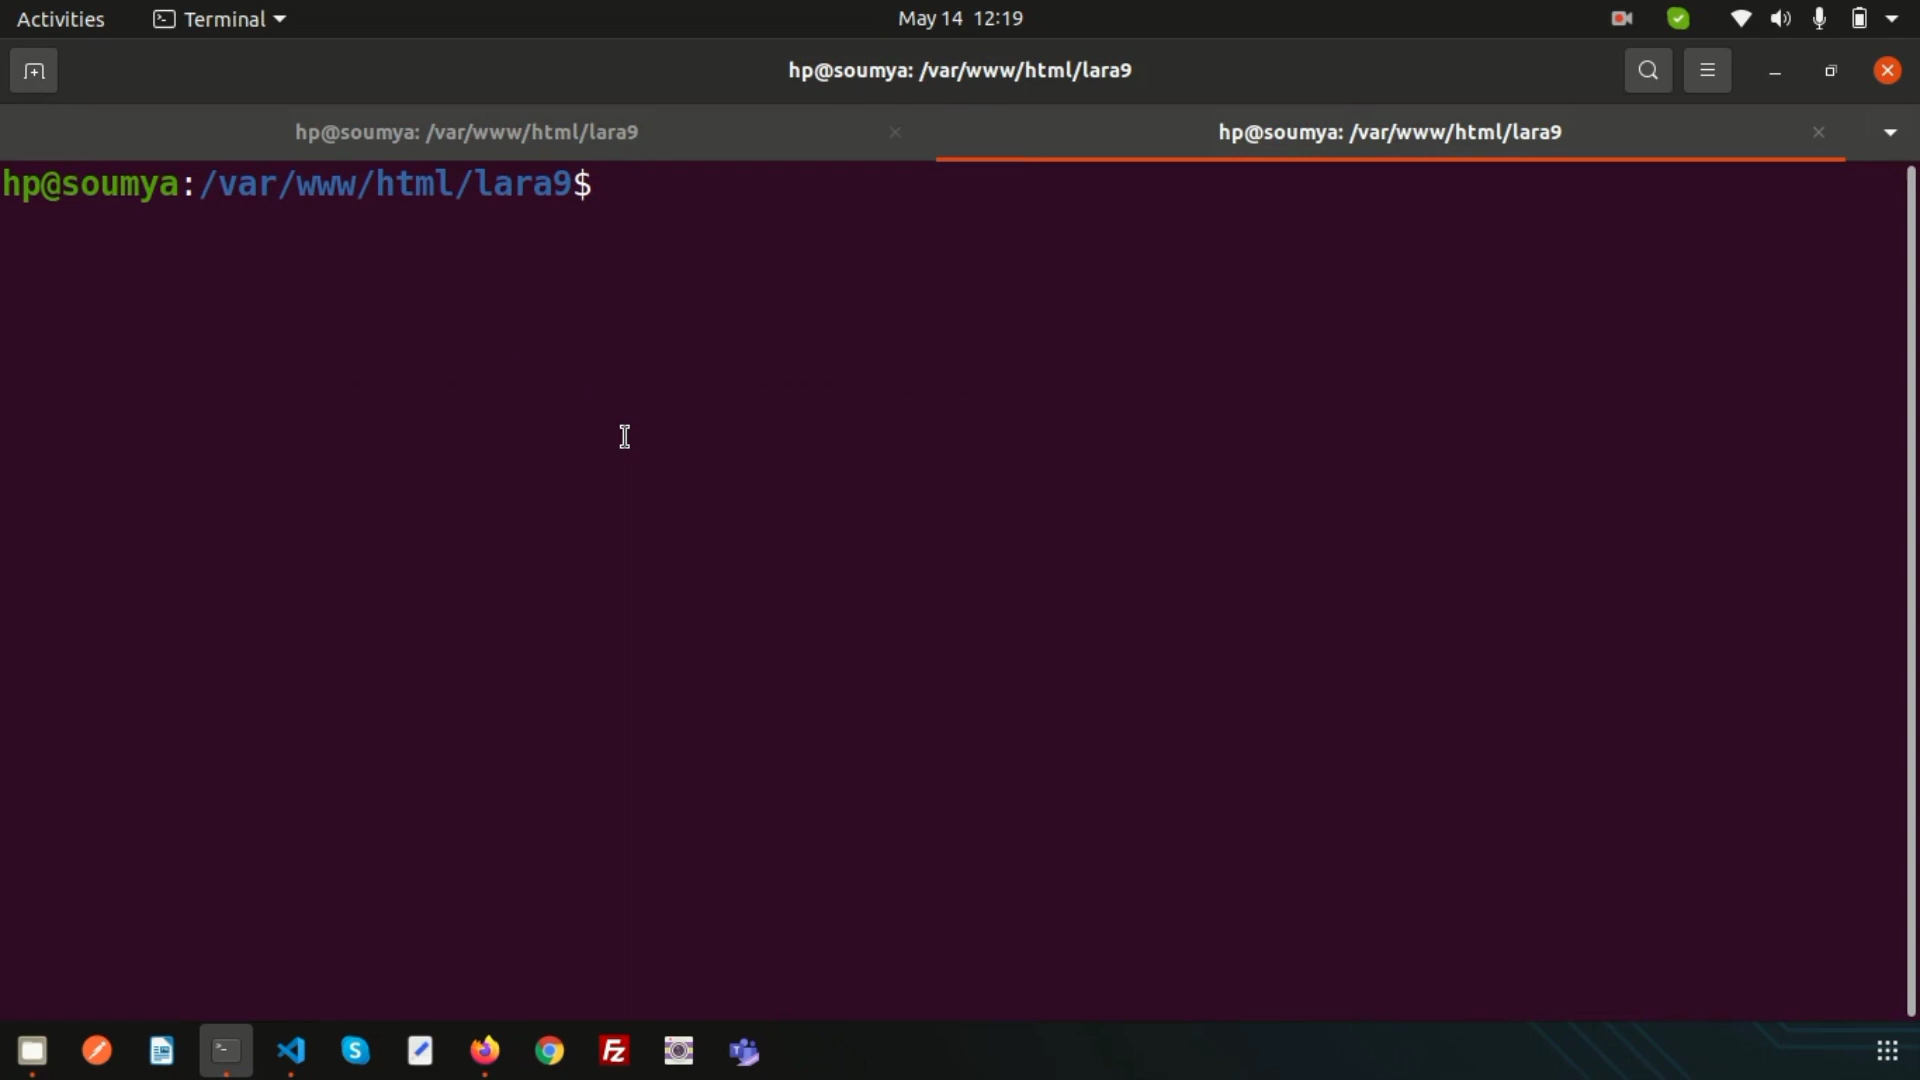 Activities Terminal May 14 12:19
hp@soumya: /var/www/html/lara9
hp@soumya: /var/www/html/lara9 hp@soumya: /var/www/html/lara9
hp@soumya:/var/www/html/lara9$